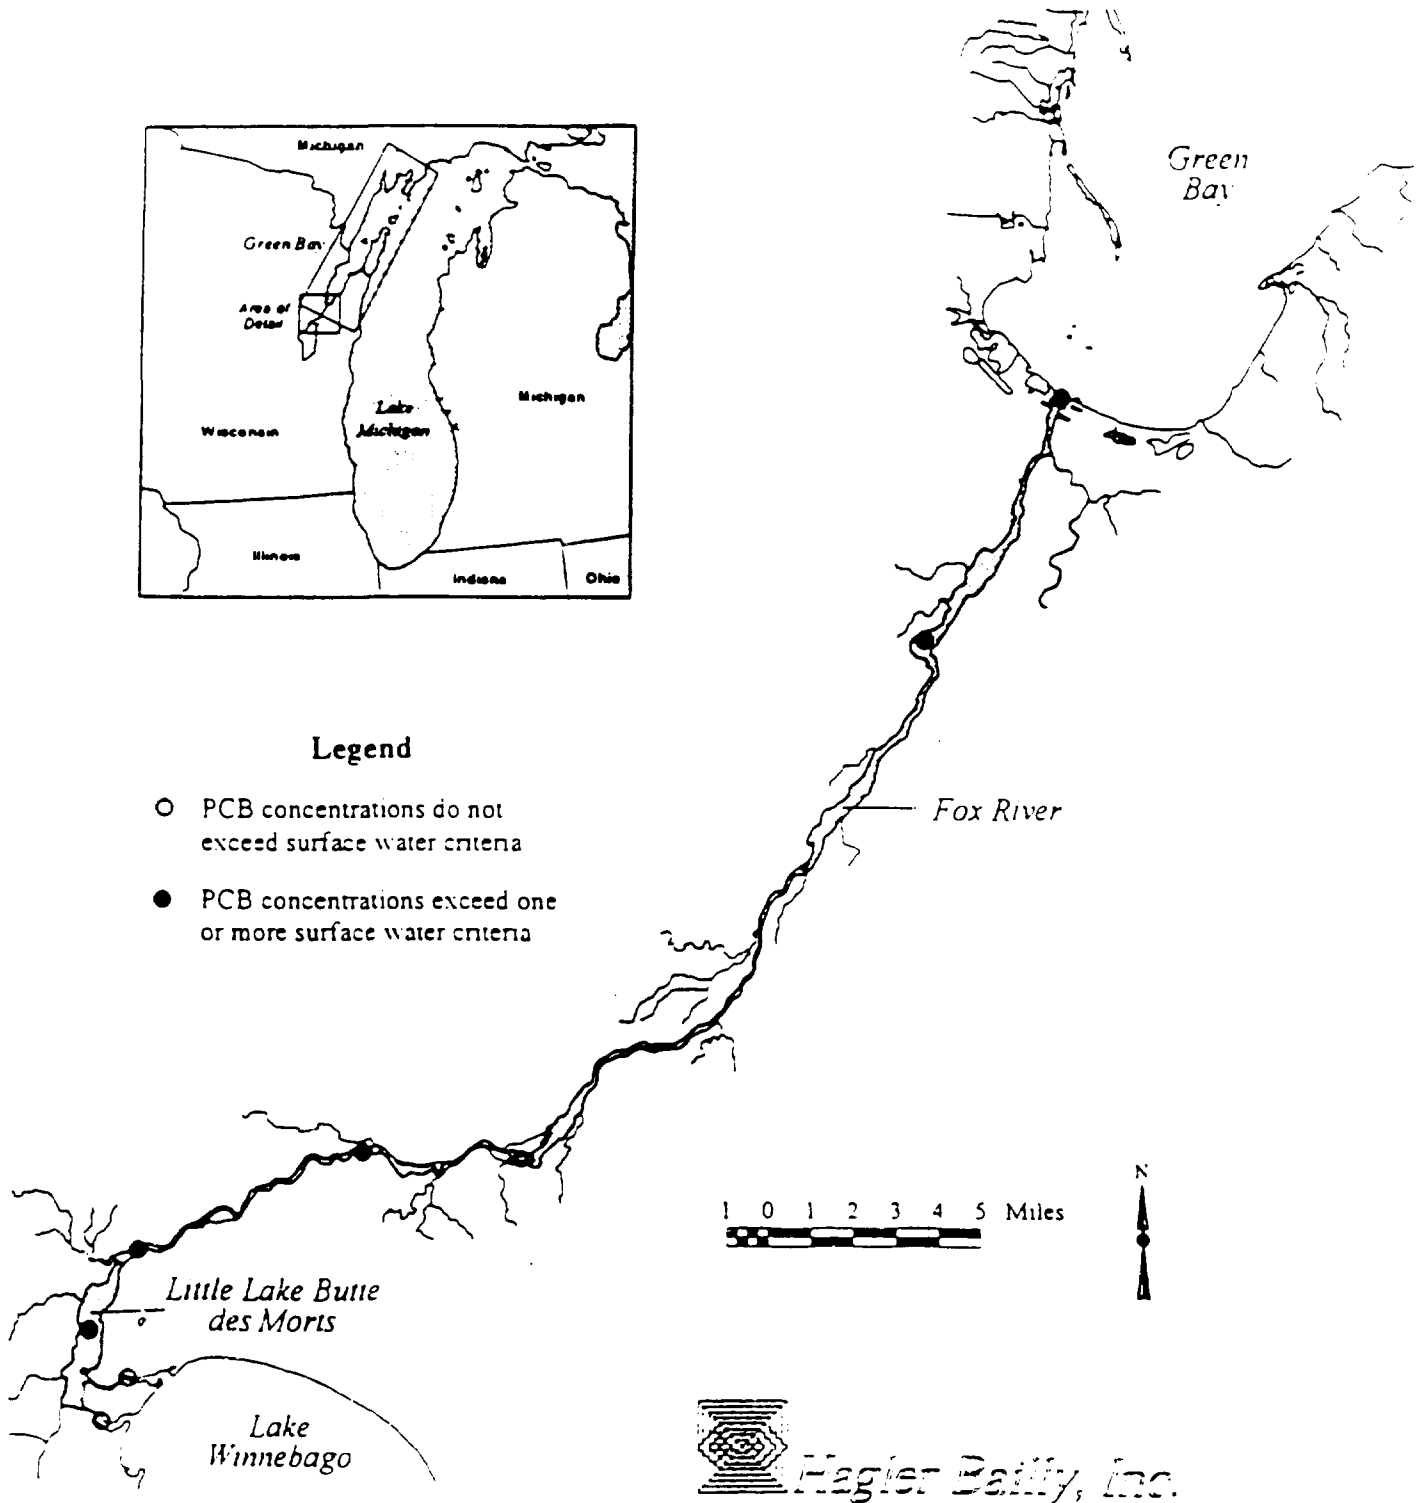 Michigan
Green Bay
Area of
Detail
Wisconsin
Lake
Michigan
Michigan
Illinois
Indiana
Ohio
Green
Bay
Legend
PCB concentrations do not
exceed surface water criteria
PCB concentrations exceed one
or more surface water criteria
Fox River
1 0 1 2 3 4 5 Miles
N
Little Lake Butte
des Morts
Lake
Winnebago
Hagler Bailly, Inc.